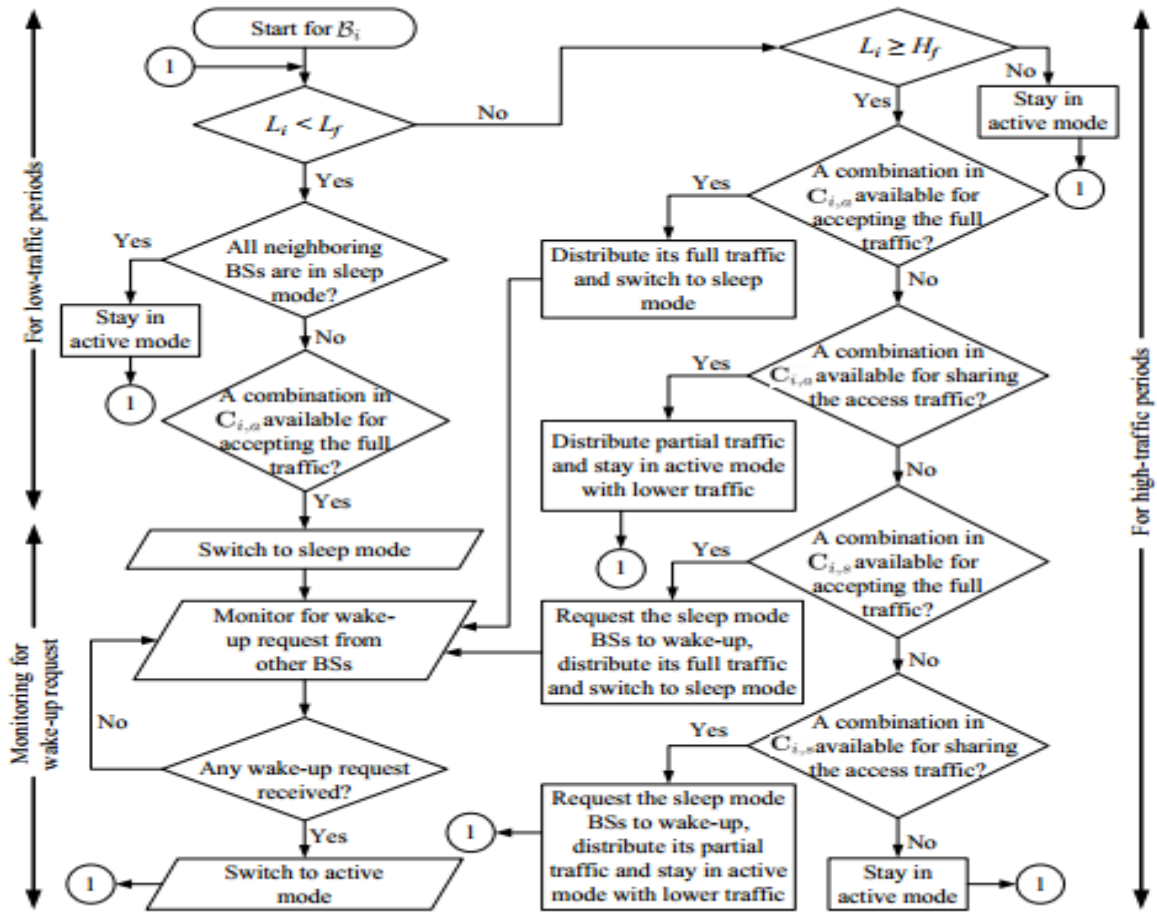 Start for ℬᵢ
1
Lᵢ < L_f
No
Yes
All neighboring
BSs are in sleep
mode?
Yes
Stay in
active mode
1
No
A combination in
C_{i,a} available for
accepting the full
traffic?
Yes
Switch to sleep mode
Monitor for wake-
up request from
other BSs
No
Any wake-up request
received?
Yes
Switch to active
mode
1
For low-traffic periods
Monitoring for
wake-up request
Lᵢ ≥ H_f
No
Stay in
active mode
1
Yes
A combination in
C_{i,a} available for
accepting the full
traffic?
Yes
Distribute its full traffic
and switch to sleep
mode
No
A combination in
C_{i,a} available for sharing
the access traffic?
Yes
Distribute partial traffic
and stay in active mode
with lower traffic
1
No
A combination in
C_{i,s} available for
accepting the full
traffic?
Yes
Request the sleep mode
BSs to wake-up,
distribute its full traffic
and switch to sleep mode
No
A combination in
C_{i,s} available for sharing
the access traffic?
Yes
Request the sleep mode
BSs to wake-up,
distribute its partial
traffic and stay in active
mode with lower traffic
1
No
Stay in
active mode
1
For high-traffic periods